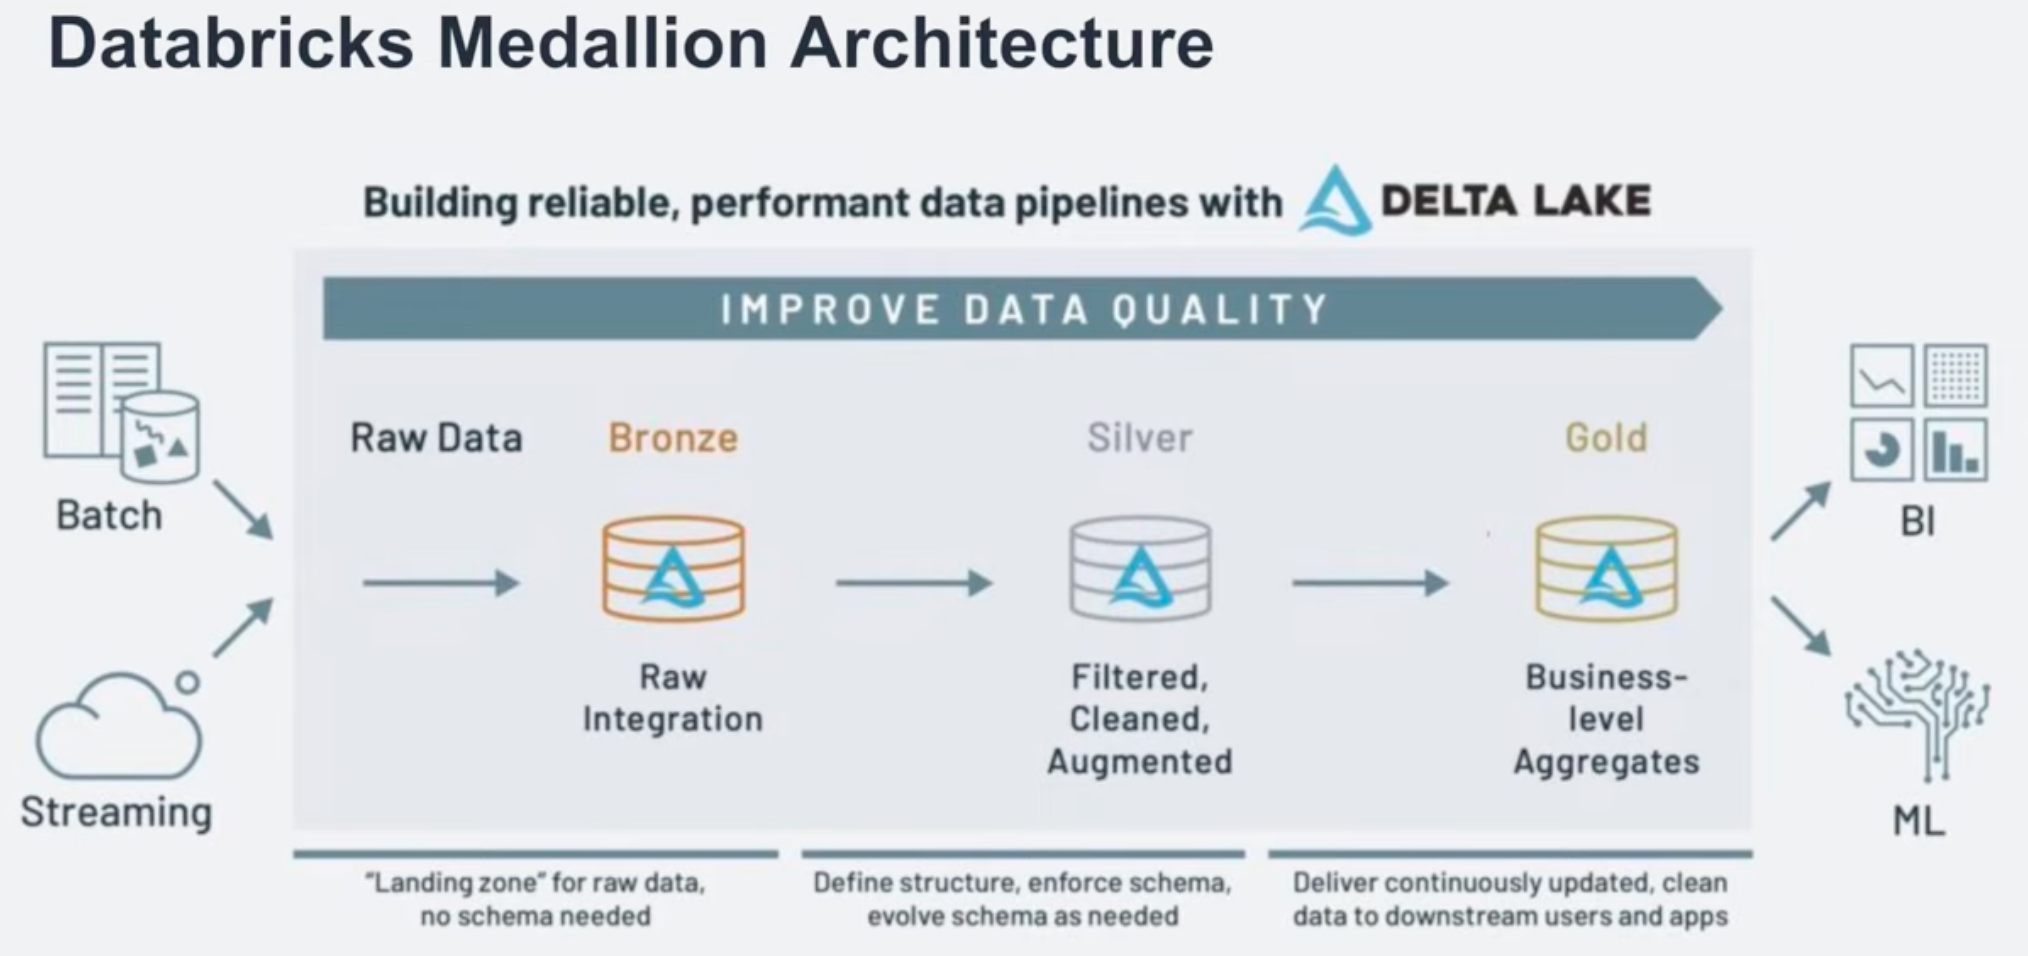 Databricks Medallion Architecture
Building reliable, performant data pipelines with DELTA LAKE
IMPROVE DATA QUALITY
Batch
Streaming
Raw Data
Bronze
Raw
Integration
Silver
Filtered,
Cleaned,
Augmented
Gold
Business-
level
Aggregates
BI
ML
“Landing zone” for raw data,
no schema needed
Define structure, enforce schema,
evolve schema as needed
Deliver continuously updated, clean
data to downstream users and apps